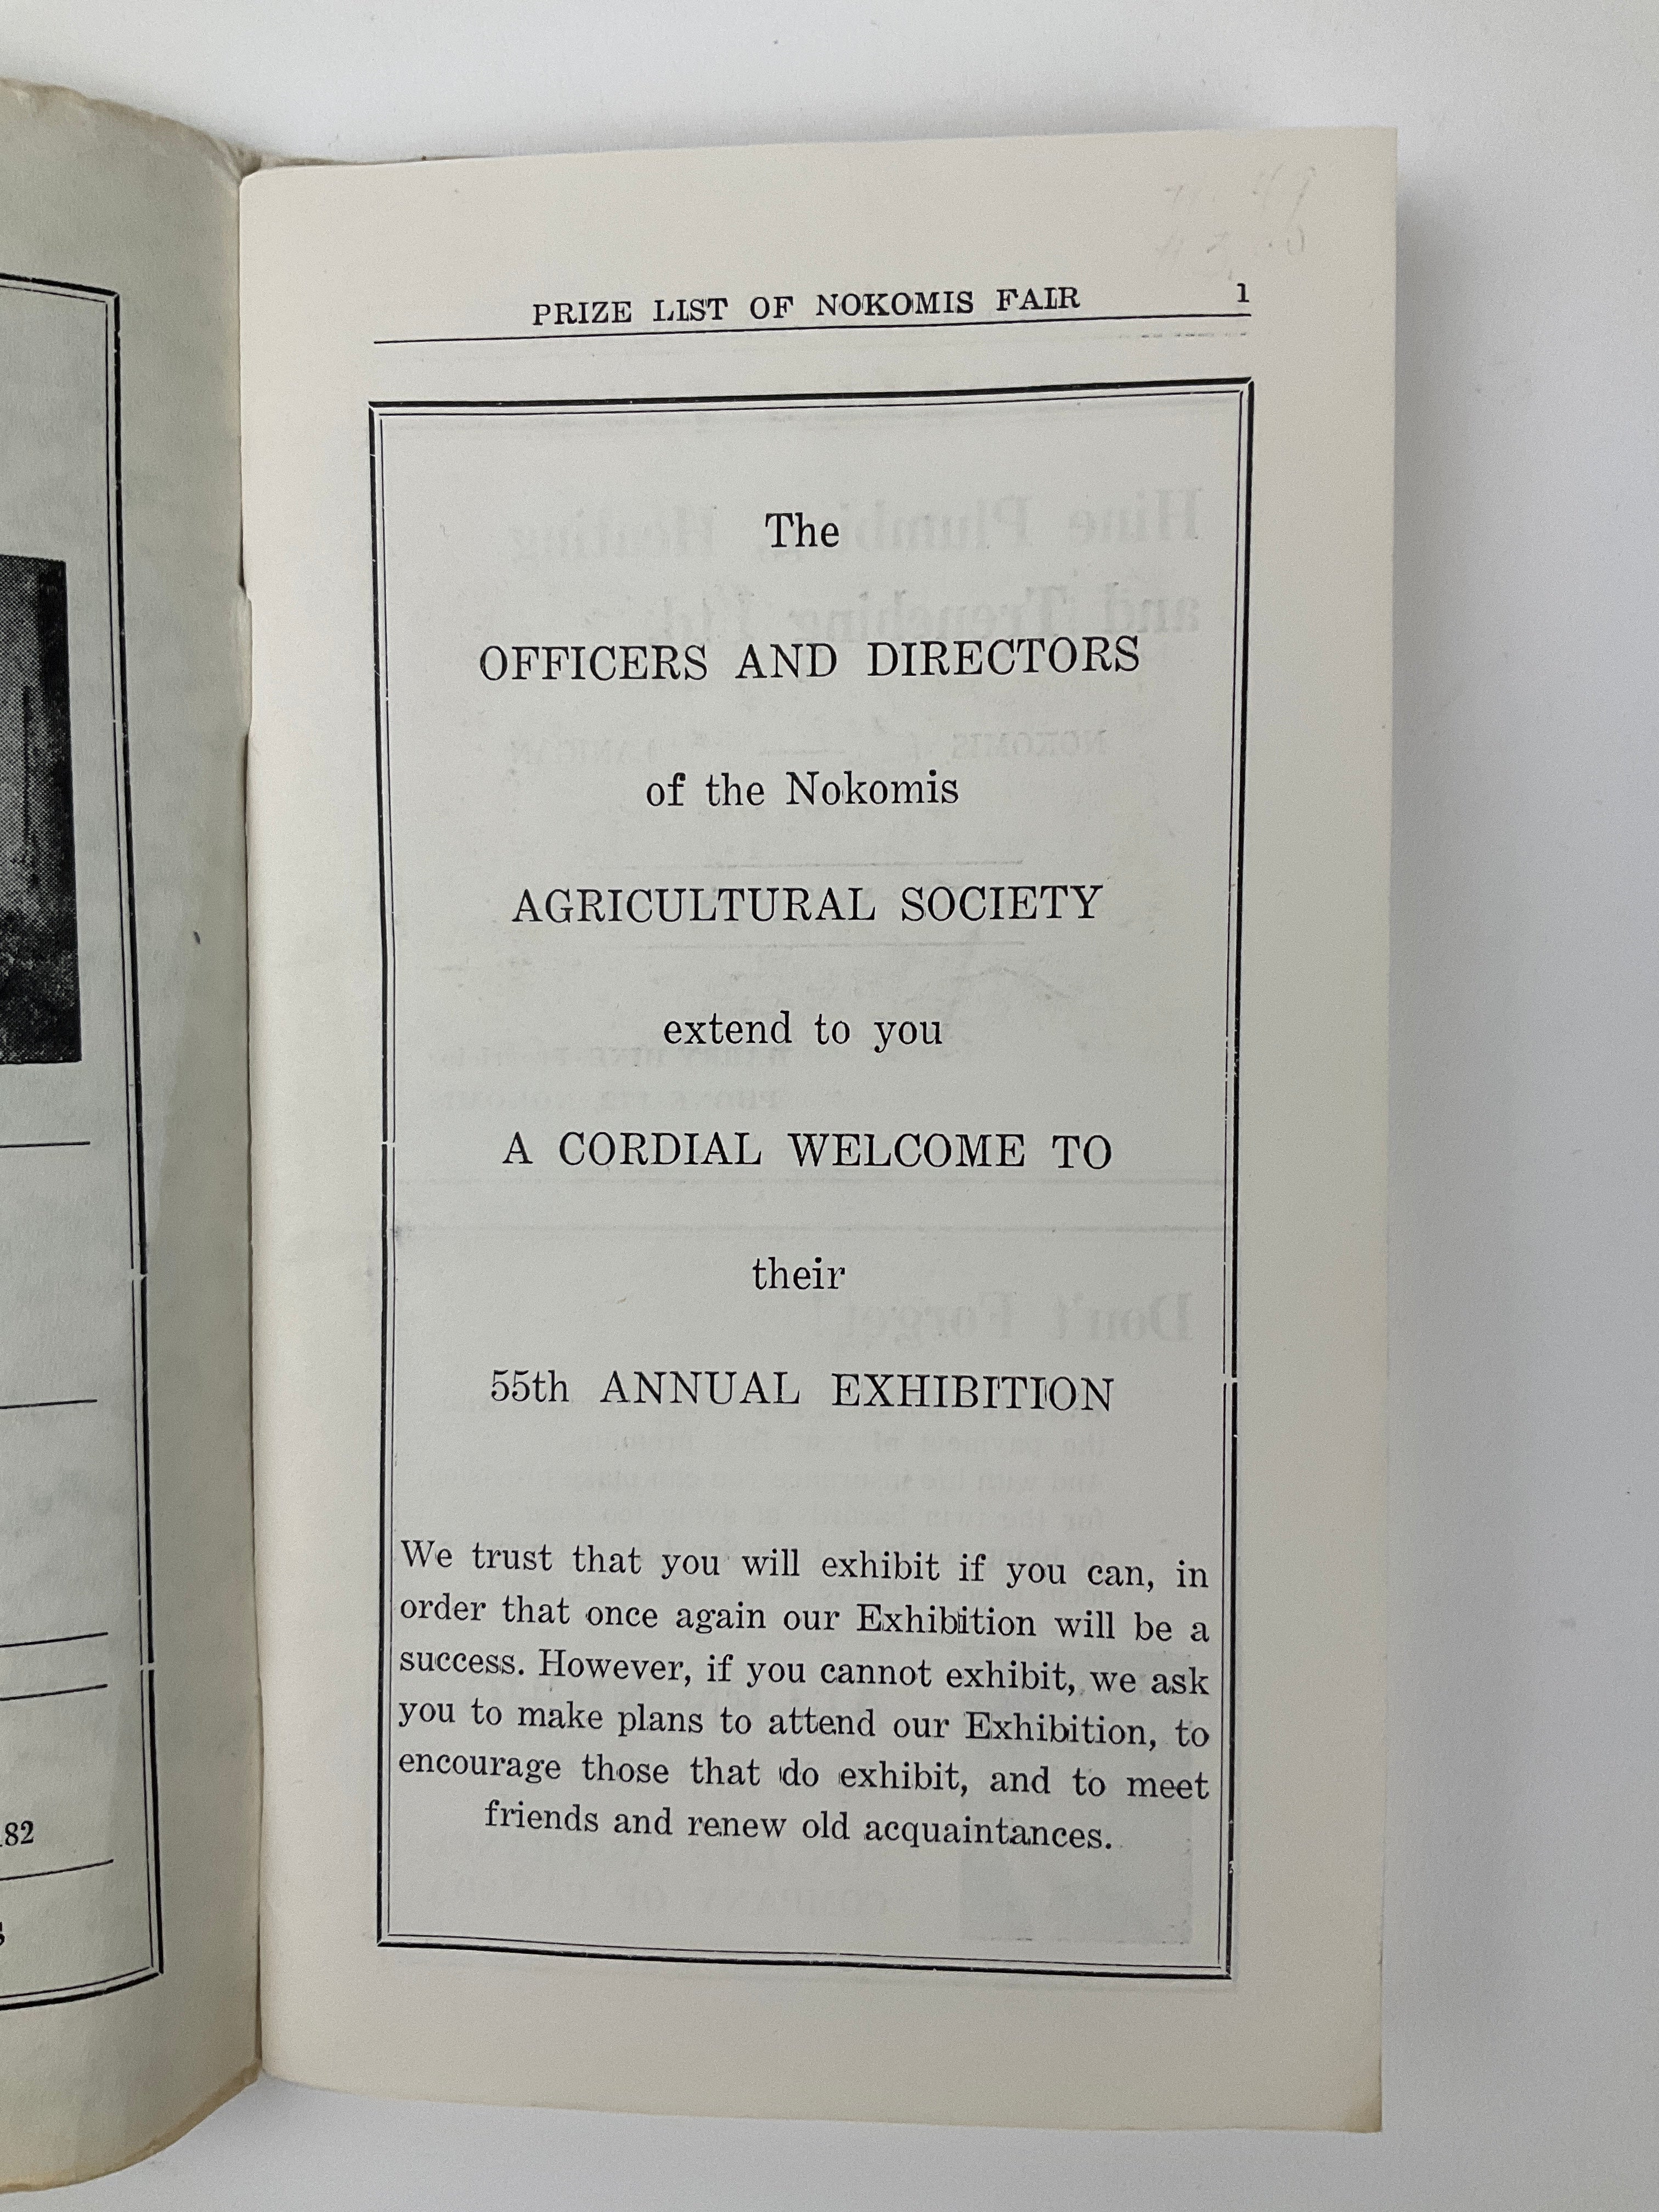 82
PRIZE LIST OF NOKOMIS FAIR 1
The
OFFICERS AND DIRECTORS
of the Nokomis
AGRICULTURAL SOCIETY
extend to you
A CORDIAL WELCOME TO
their
55th ANNUAL EXHIBITION
We trust that you will exhibit if you can, in
order that once again our Exhibition will be a
success. However, if you cannot exhibit, we ask
you to make plans to attend our Exhibition, to
encourage those that do exhibit, and to meet
friends and renew old acquaintances.